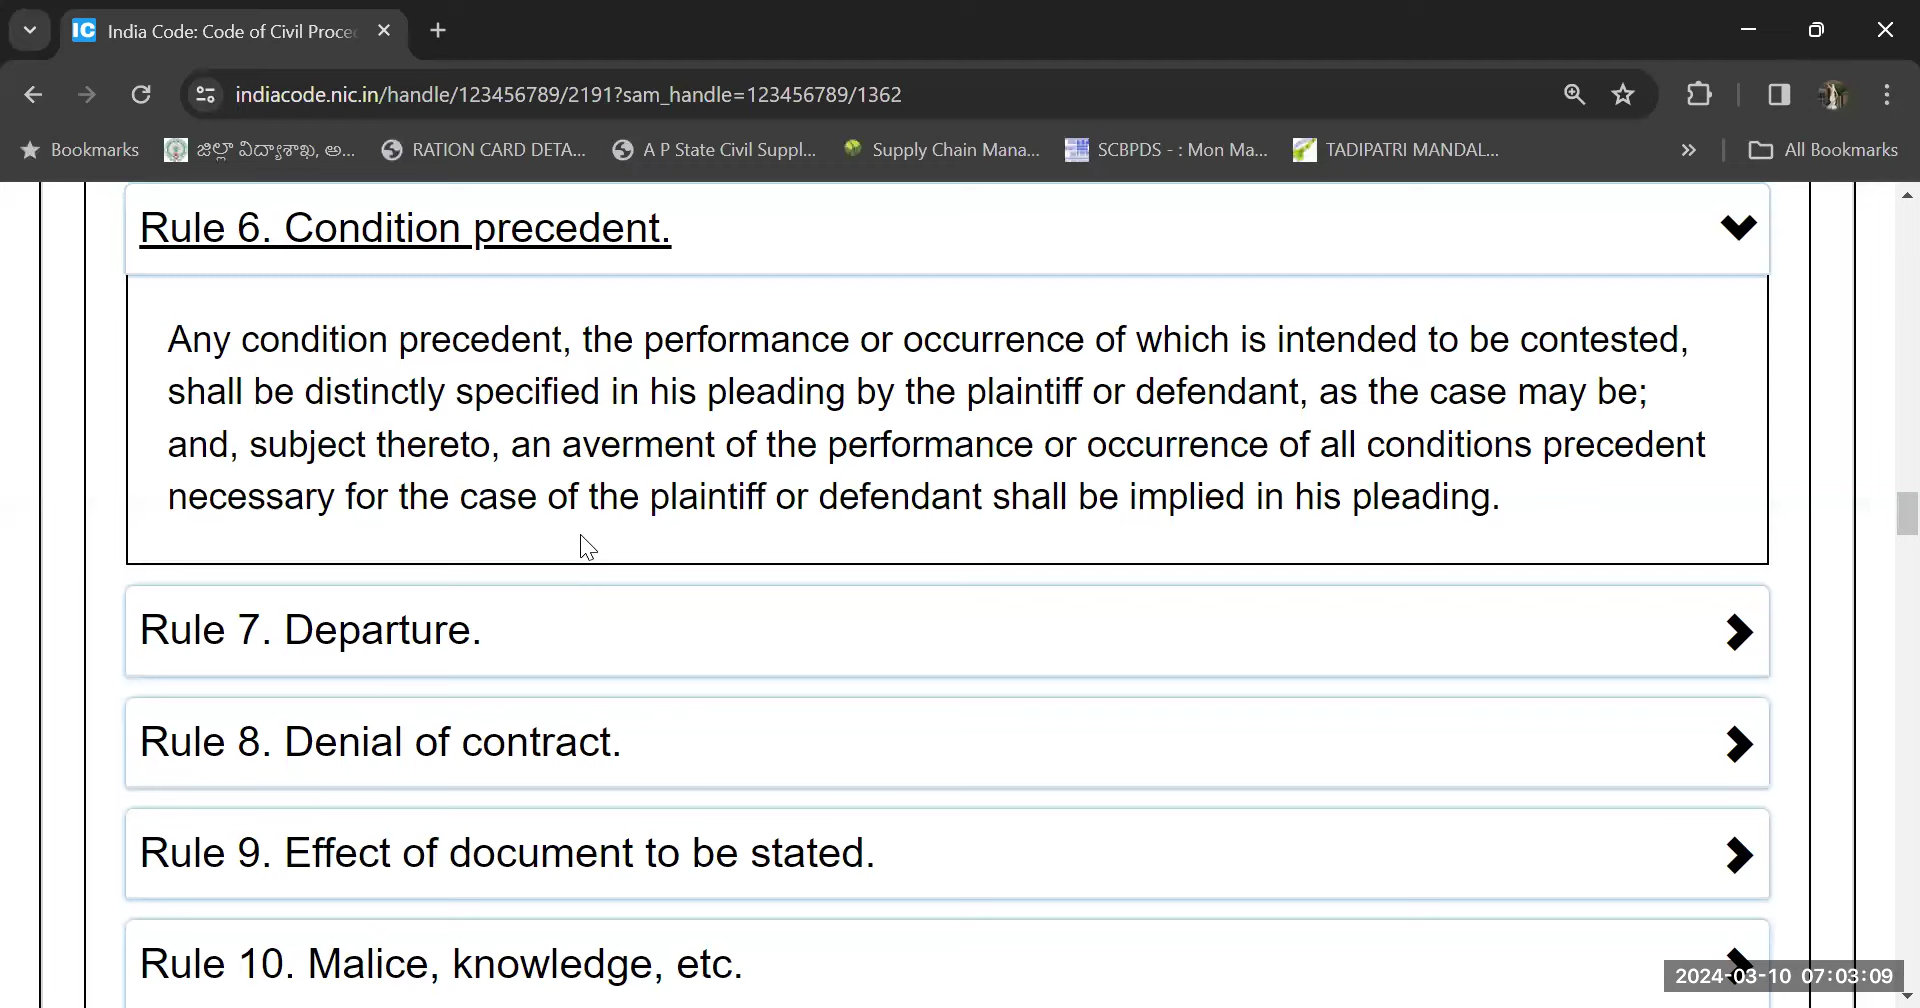 India Code: Code of Civil Proce
indiacode.nic.in/handle/123456789/2191?sam_handle=123456789/1362
Bookmarks
జిల్లా విద్యాశాఖ, అ...
RATION CARD DETA...
A P State Civil Suppl...
Supply Chain Mana...
SCBPDS - : Mon Ma...
TADIPATRI MANDAL...
All Bookmarks
Rule 6. Condition precedent.
Any condition precedent, the performance or occurrence of which is intended to be contested,
shall be distinctly specified in his pleading by the plaintiff or defendant, as the case may be;
and, subject thereto, an averment of the performance or occurrence of all conditions precedent
necessary for the case of the plaintiff or defendant shall be implied in his pleading.
Rule 7. Departure.
Rule 8. Denial of contract.
Rule 9. Effect of document to be stated.
Rule 10. Malice, knowledge, etc.
2024-03-10 07:03:09